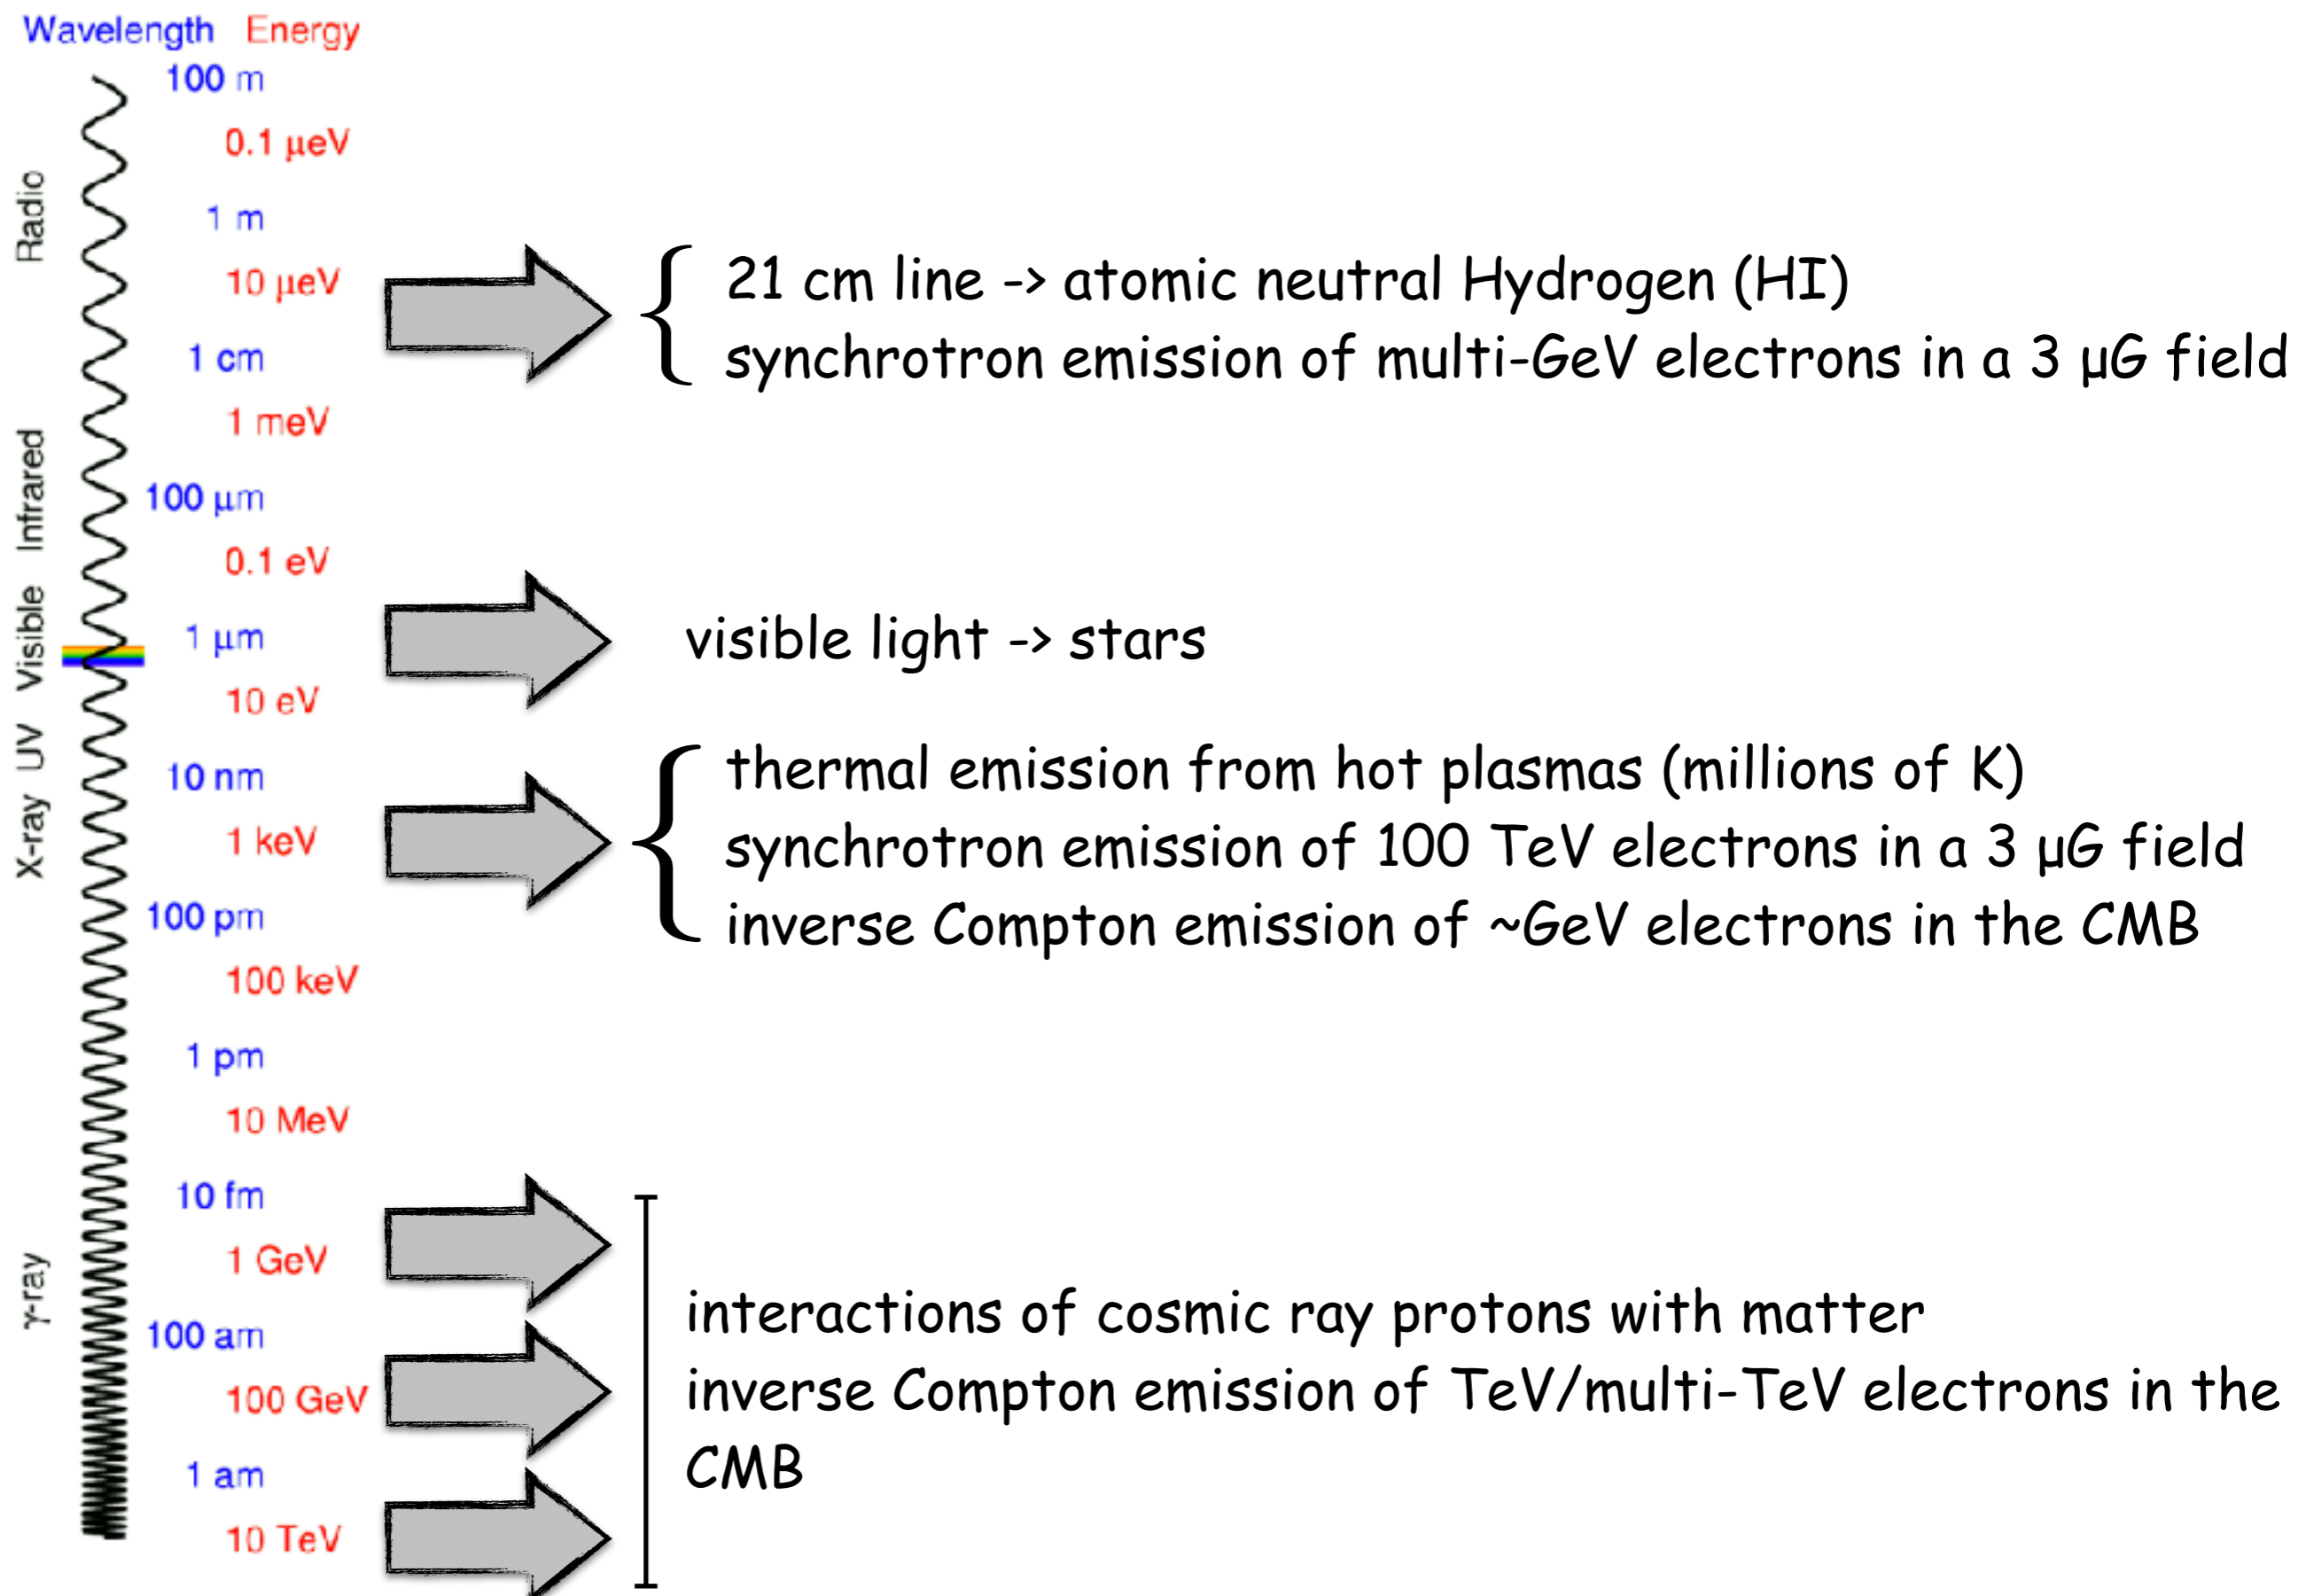 Wavelength Energy
100 m
0.1 µeV
Radio
1 m
10 µeV
21 cm line -> atomic neutral Hydrogen (HI)
synchrotron emission of multi-GeV electrons in a 3 µG field
1 cm
1 meV
Infrared
100 µm
0.1 eV
Visible
1 µm
visible light -> stars
10 eV
UV
10 nm
thermal emission from hot plasmas (millions of K)
X-ray
1 keV
synchrotron emission of 100 TeV electrons in a 3 µG field
100 pm
inverse Compton emission of ~GeV electrons in the CMB
100 keV
1 pm
10 MeV
10 fm
γ-ray
1 GeV
100 am
interactions of cosmic ray protons with matter
100 GeV
inverse Compton emission of TeV/multi-TeV electrons in the
CMB
1 am
10 TeV